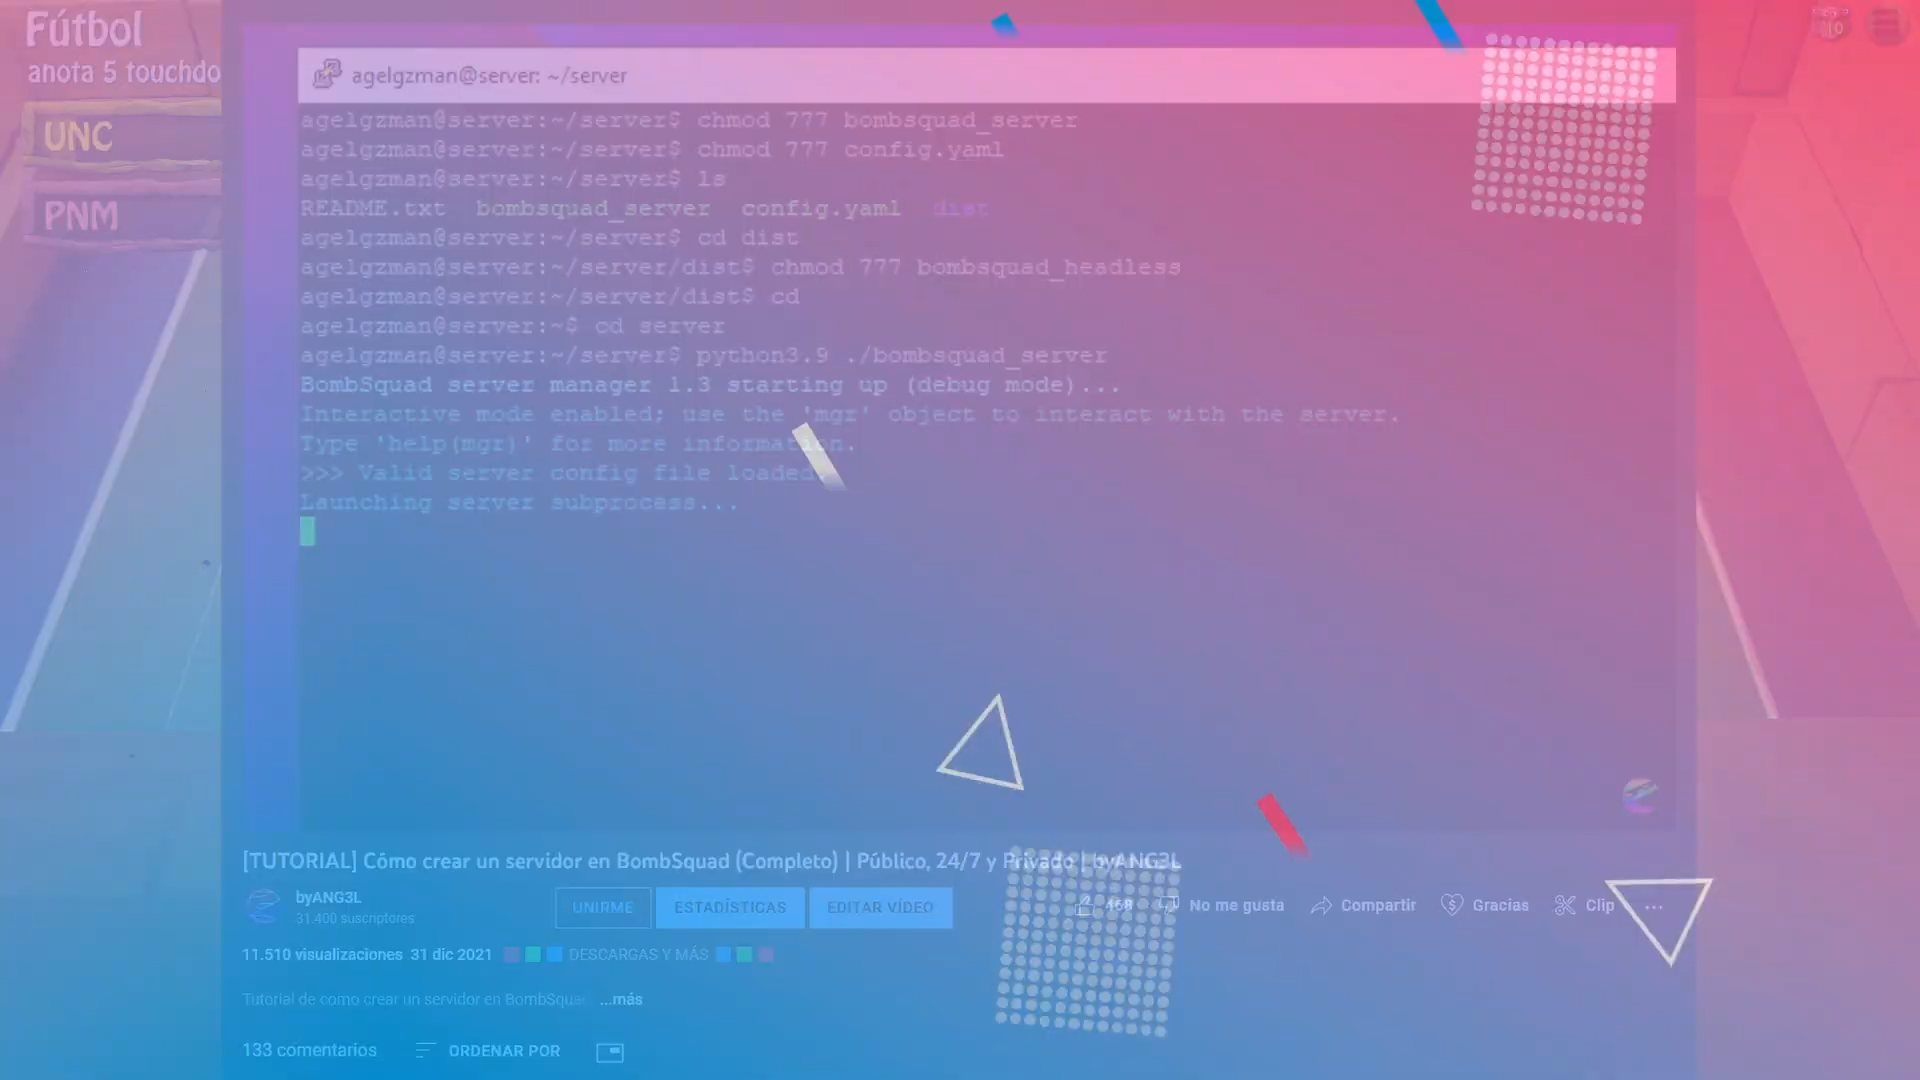 Fútbol
anota 5 touchdo
UNC
PNM
agelgzman@server: ~/server
agelgzman@server:~/server$ chmod 777 bombsquad_server
agelgzman@server:~/server$ chmod 777 config.yaml
agelgzman@server:~/server$ ls
README.txt bombsquad_server config.yaml dist
agelgzman@server:~/server$ cd dist
agelgzman@server:~/server/dist$ chmod 777 bombsquad_headless
agelgzman@server:~/server/dist$ cd
agelgzman@server:~$ cd server
agelgzman@server:~/server$ python3.9 ./bombsquad_server
BombSquad server manager 1.3 starting up (debug mode)...
Interactive mode enabled; use the 'mgr' object to interact with the server.
Type 'help(mgr)' for more information.
>>> Valid server config file loaded.
Launching server subprocess...
[TUTORIAL] Cómo crear un servidor en BombSquad (Completo) | Público, 24/7 y Privado | byANG3L
byANG3L
31.400 suscriptores
UNIRME ESTADÍSTICAS EDITAR VÍDEO
468 No me gusta Compartir Gracias Clip ...
11.510 visualizaciones 31 dic 2021 DESCARGAS Y MÁS
Tutorial de como crear un servidor en BombSquad ...más
133 comentarios ORDENAR POR